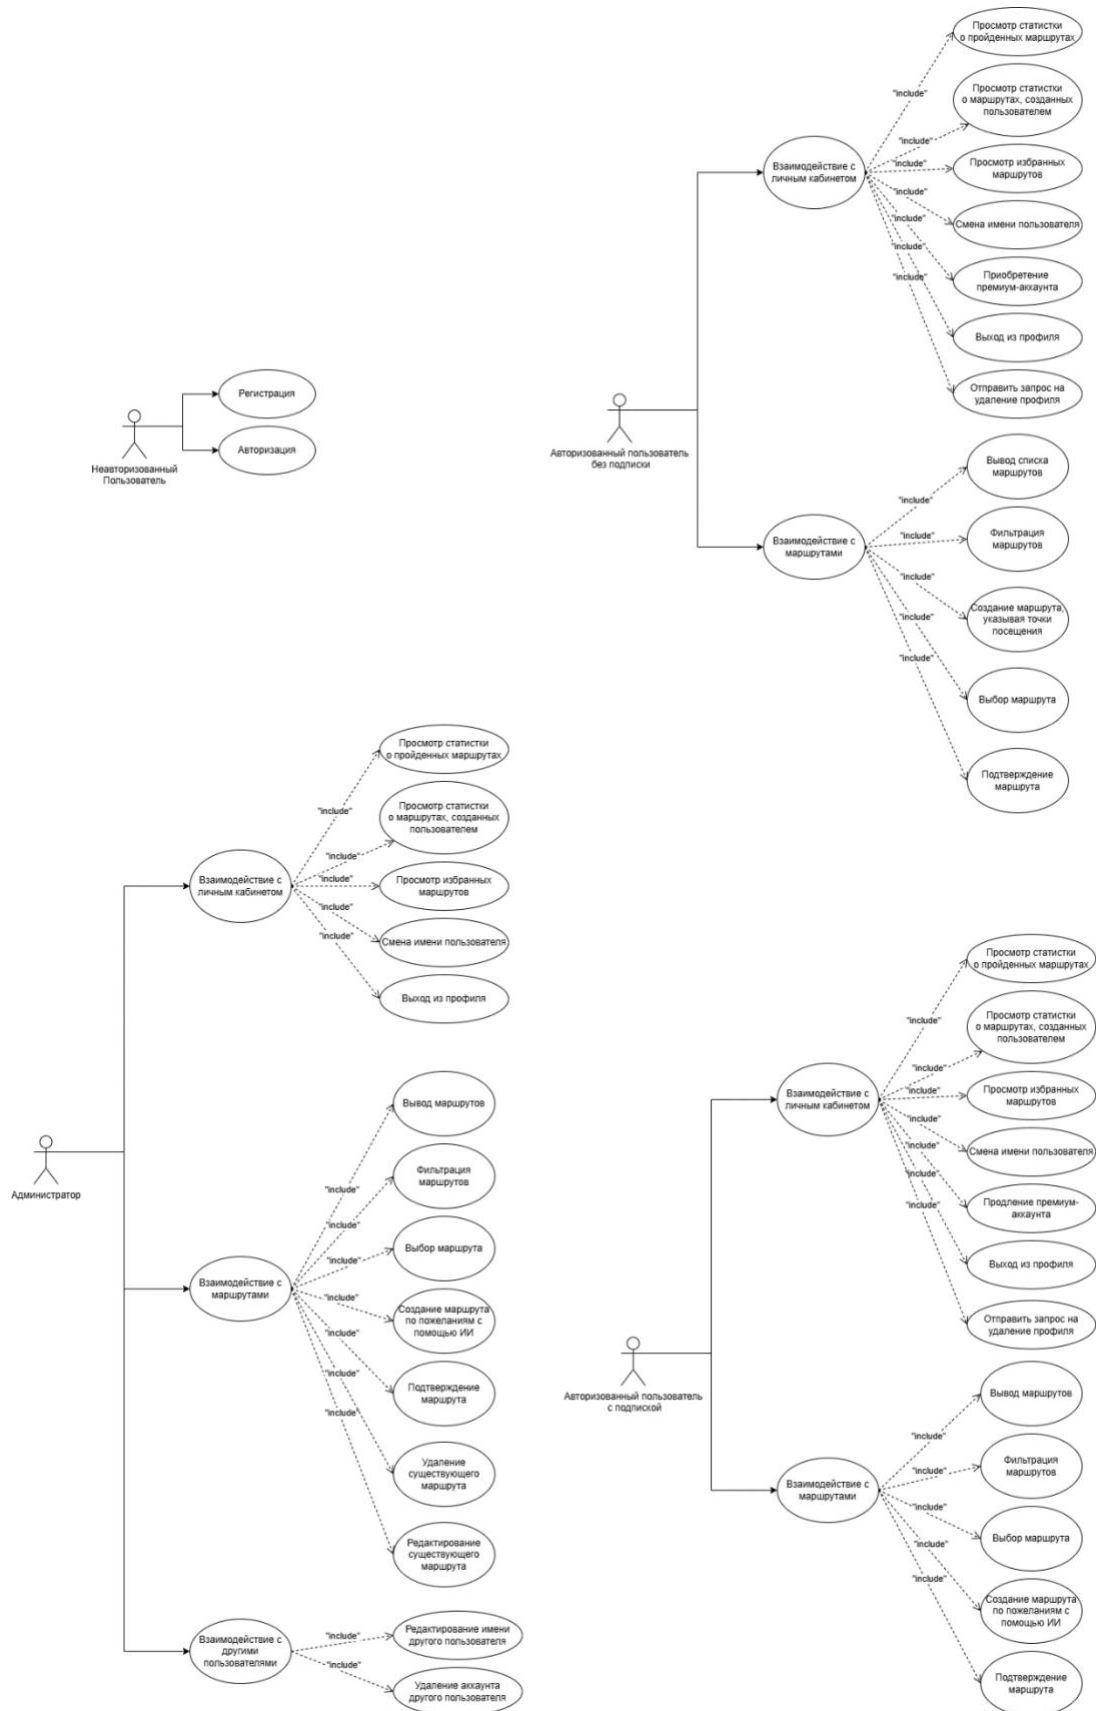 Просмотр статистки
о пройденных маршрутах
"include"
Просмотр статистки
о маршрутах, созданных
пользователем
"include"
Взаимодействие с
личным кабинетом
"include"
Просмотр избранных
маршрутов
"include"
Смена имени пользователя
"include"
Приобретение
премиум-аккаунта
"include"
Выход из профиля
"include"
Отправить запрос на
удаление профиля
Регистрация
Авторизация
Неавторизованный
Пользователь
Авторизованный пользователь
без подписки
Вывод списка
маршрутов
"include"
Взаимодействие с
маршрутами
"include"
Фильтрация
маршрутов
"include"
Создание маршрута,
указывая точки
посещения
"include"
Выбор маршрута
"include"
Подтверждение
маршрута
Просмотр статистки
о пройденных маршрутах
"include"
Просмотр статистки
о маршрутах, созданных
пользователем
"include"
Взаимодействие с
личным кабинетом
"include"
Просмотр избранных
маршрутов
"include"
Смена имени пользователя
"include"
Выход из профиля
Администратор
Вывод маршрутов
"include"
Фильтрация
маршрутов
"include"
Выбор маршрута
"include"
Взаимодействие с
маршрутами
"include"
Создание маршрута
по пожеланиям с
помощью ИИ
"include"
Подтверждение
маршрута
"include"
Удаление
существующего
маршрута
"include"
Редактирование
существующего
маршрута
Взаимодействие с
другими
пользователями
"include"
Редактирование имени
другого пользователя
"include"
Удаление аккаунта
другого пользователя
Просмотр статистки
о пройденных маршрутах
"include"
Просмотр статистки
о маршрутах, созданных
пользователем
"include"
Взаимодействие с
личным кабинетом
"include"
Просмотр избранных
маршрутов
"include"
Смена имени пользователя
"include"
Продление премиум-
аккаунта
"include"
Выход из профиля
"include"
Отправить запрос на
удаление профиля
Авторизованный пользователь
с подпиской
Вывод маршрутов
"include"
Фильтрация
маршрутов
"include"
Взаимодействие с
маршрутами
"include"
Выбор маршрута
"include"
Создание маршрута
по пожеланиям с
помощью ИИ
"include"
Подтверждение
маршрута